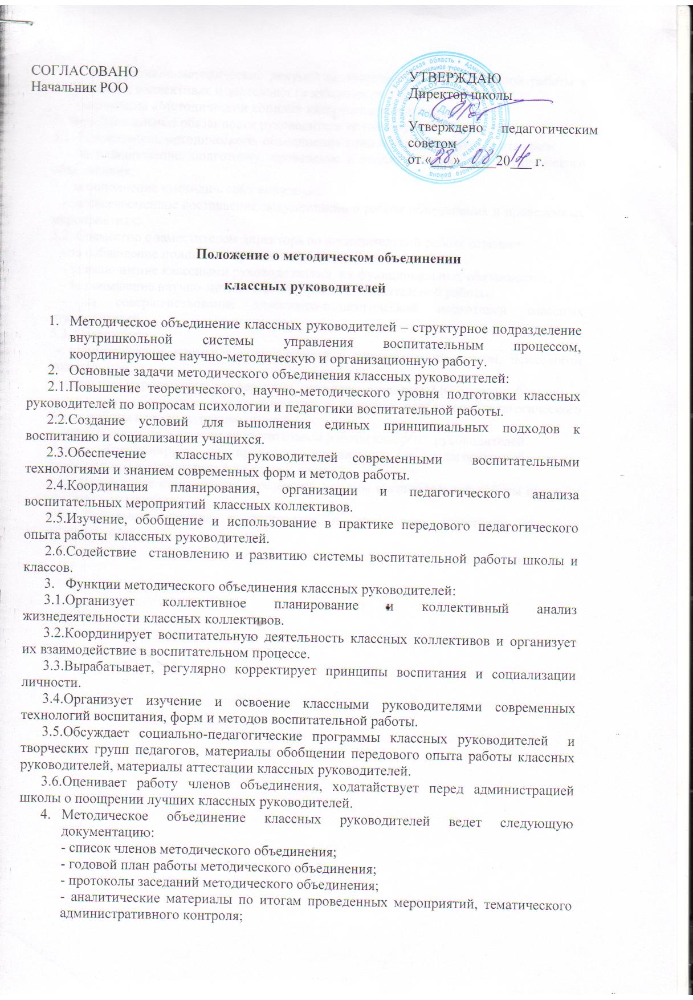 СОГЛАСОВАНО
Начальник РОО
УТВЕРЖДАЮ
Директор школы
Утверждено педагогическим
советом
от «28» 08 2014 г.
Для
документов
Положение о методическом объединении
классных руководителей
1. Методическое объединение классных руководителей – структурное подразделение
внутришкольной системы управления воспитательным процессом,
координирующее научно-методическую и организационную работу.
2. Основные задачи методического объединения классных руководителей:
2.1.Повышение теоретического, научно-методического уровня подготовки классных
руководителей по вопросам психологии и педагогики воспитательной работы.
2.2.Создание условий для выполнения единых принципиальных подходов к
воспитанию и социализации учащихся.
2.3.Обеспечение классных руководителей современными воспитательными
технологиями и знанием современных форм и методов работы.
2.4.Координация планирования, организации и педагогического анализа
воспитательных мероприятий классных коллективов.
2.5.Изучение, обобщение и использование в практике передового педагогического
опыта работы классных руководителей.
2.6.Содействие становлению и развитию системы воспитательной работы школы и
классов.
3. Функции методического объединения классных руководителей:
3.1.Организует коллективное планирование и коллективный анализ
жизнедеятельности классных коллективов.
3.2.Координирует воспитательную деятельность классных коллективов и организует
их взаимодействие в воспитательном процессе.
3.3.Вырабатывает, регулярно корректирует принципы воспитания и социализации
личности.
3.4.Организует изучение и освоение классными руководителями современных
технологий воспитания, форм и методов воспитательной работы.
3.5.Обсуждает социально-педагогические программы классных руководителей и
творческих групп педагогов, материалы обобщении передового опыта работы классных
руководителей, материалы аттестации классных руководителей.
3.6.Оценивает работу членов объединения, ходатайствует перед администрацией
школы о поощрении лучших классных руководителей.
4. Методическое объединение классных руководителей ведет следующую
документацию:
- список членов методического объединения;
- годовой план работы методического объединения;
- протоколы заседаний методического объединения;
- аналитические материалы по итогам проведенных мероприятий, тематического
административного контроля;